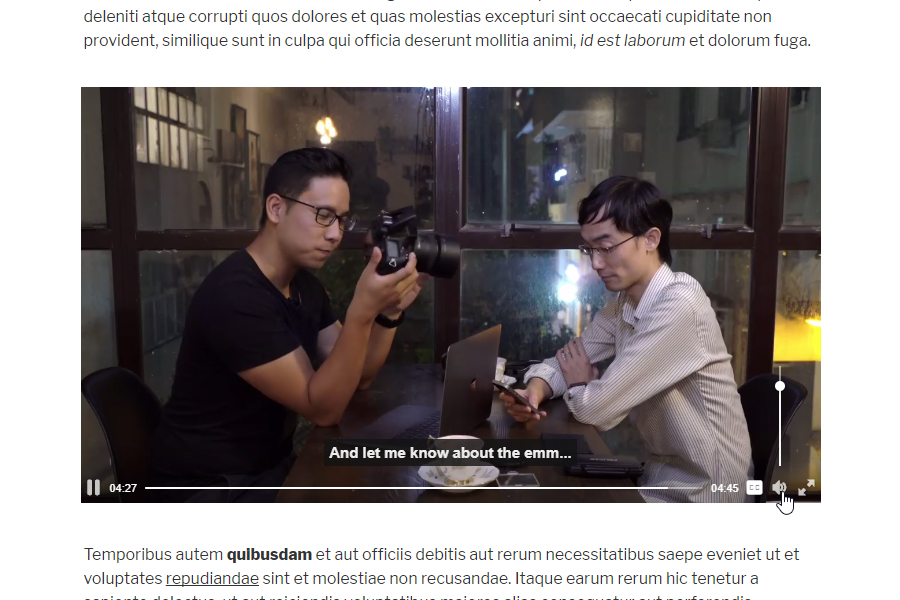 deleniti atque corrupti quos dolores et quas molestias excepturi sint occaecati cupiditate non
provident, similique sunt in culpa qui officia deserunt mollitia animi, id est laborum et dolorum fuga.
And let me know about the emm...
04:27
04:45
CC
Temporibus autem quibusdam et aut officiis debitis aut rerum necessitatibus saepe eveniet ut et
voluptates repudiandae sint et molestiae non recusandae. Itaque earum rerum hic tenetur a